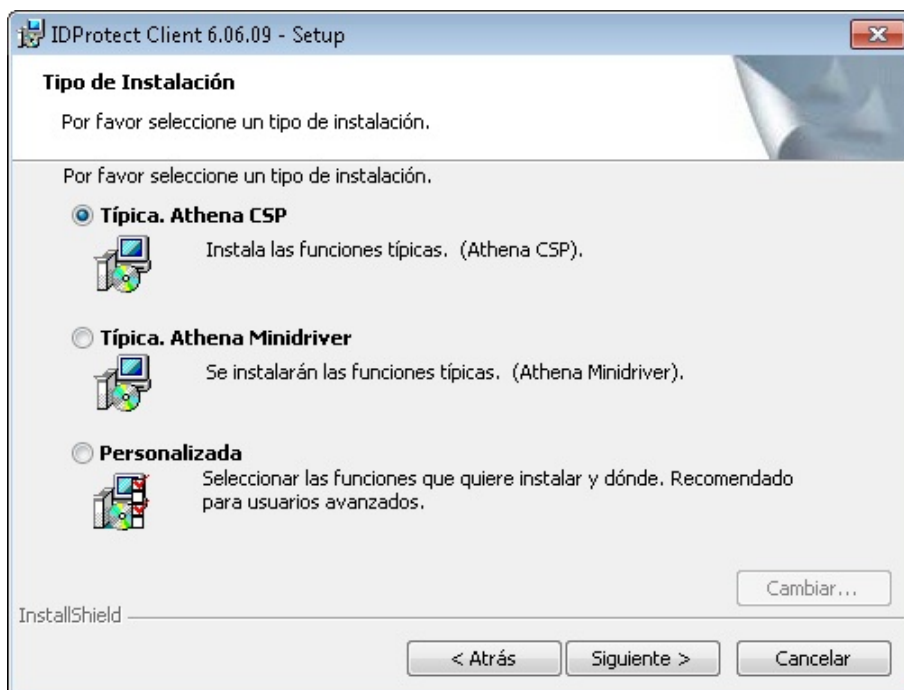 IDProtect Client 6.06.09 - Setup
Tipo de Instalación
Por favor seleccione un tipo de instalación.
Por favor seleccione un tipo de instalación.
Típica. Athena CSP
Instala las funciones típicas. (Athena CSP).
Típica. Athena Minidriver
Se instalarán las funciones típicas. (Athena Minidriver).
Personalizada
Seleccionar las funciones que quiere instalar y dónde. Recomendado
para usuarios avanzados.
Cambiar...
InstallShield
< Atrás
Siguiente >
Cancelar